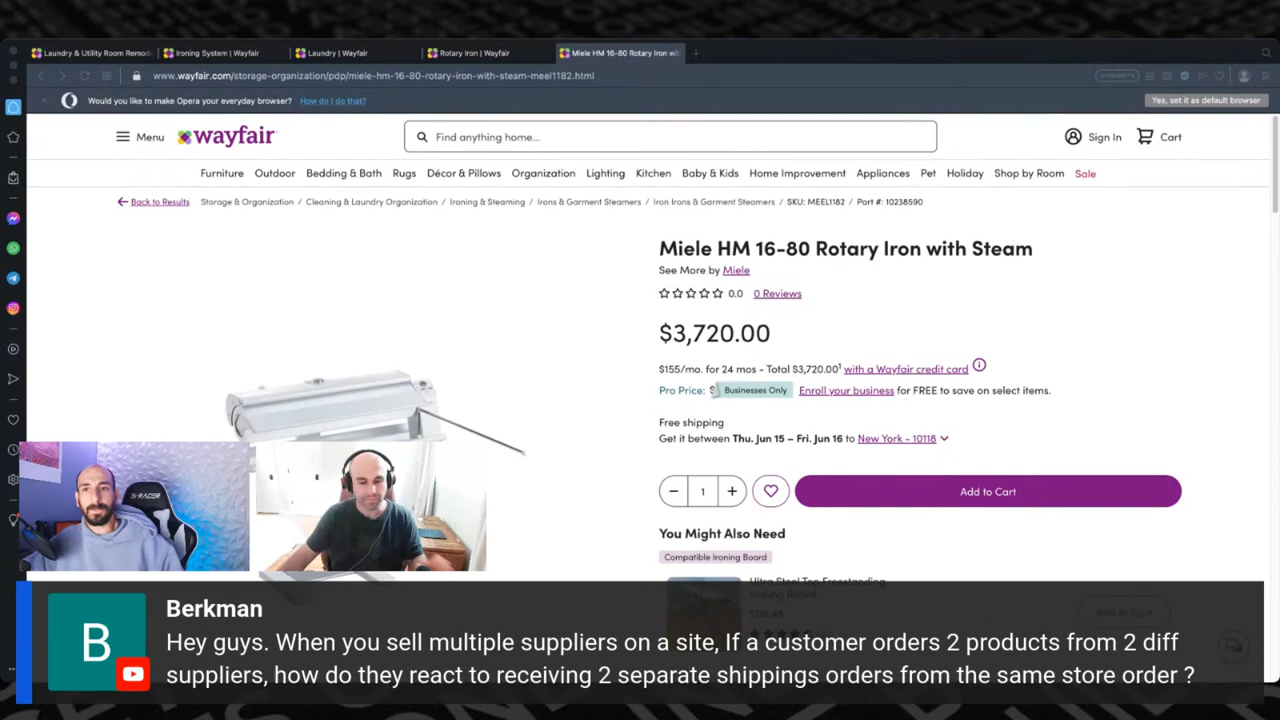 Laundry & Utility Room Remode
Ironing System | Wayfair
Laundry | Wayfair
Rotary Iron | Wayfair
Miele HM 16-80 Rotary Iron wit
www.wayfair.com/storage-organization/pdp/miele-hm-16-80-rotary-iron-with-steam-meel1182.html
Would you like to make Opera your everyday browser? How do I do that?
Yes, set it as default browser
Menu
wayfair
Find anything home...
Sign In
Cart
Furniture Outdoor Bedding & Bath Rugs Décor & Pillows Organization Lighting Kitchen Baby & Kids Home Improvement Appliances Pet Holiday Shop by Room Sale
Back to Results Storage & Organization / Cleaning & Laundry Organization / Ironing & Steaming / Irons & Garment Steamers / Iron Irons & Garment Steamers / SKU: MEEL1182 / Part #: 10238590
Miele HM 16-80 Rotary Iron with Steam
See More by Miele
0.0 0 Reviews
$3,720.00
$155/mo. for 24 mos - Total $3,720.00¹ with a Wayfair credit card
Pro Price: $ Businesses Only Enroll your business for FREE to save on select items.
Free shipping
Get it between Thu. Jun 15 – Fri. Jun 16 to New York - 10118
1
Add to Cart
You Might Also Need
Compatible Ironing Board
Ultra Steel Top Freestanding
Ironing Board
Add to Cart
S-RACER
B
Berkman
Hey guys. When you sell multiple suppliers on a site, If a customer orders 2 products from 2 diff
suppliers, how do they react to receiving 2 separate shippings orders from the same store order ?